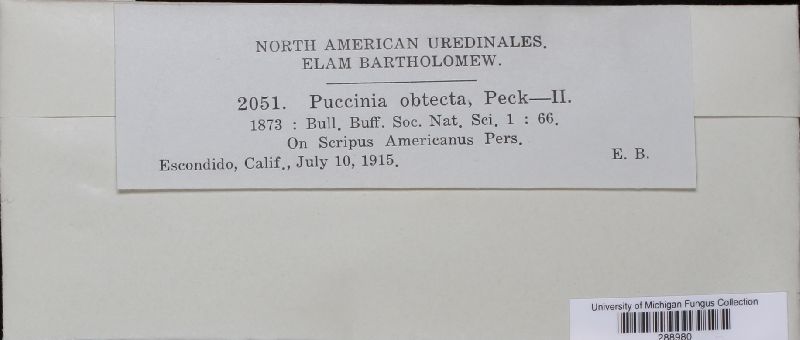 NORTH AMERICAN UREDINALES.
ELAM BARTHOLOMEW.
2051. Puccinia obtecta, Peck—II.
1873 : Bull. Buff. Soc. Nat. Sci. 1 : 66.
On Scripus Americanus Pers.
Escondido, Calif., July 10, 1915. E. B.
University of Michigan Fungus Collection
288980